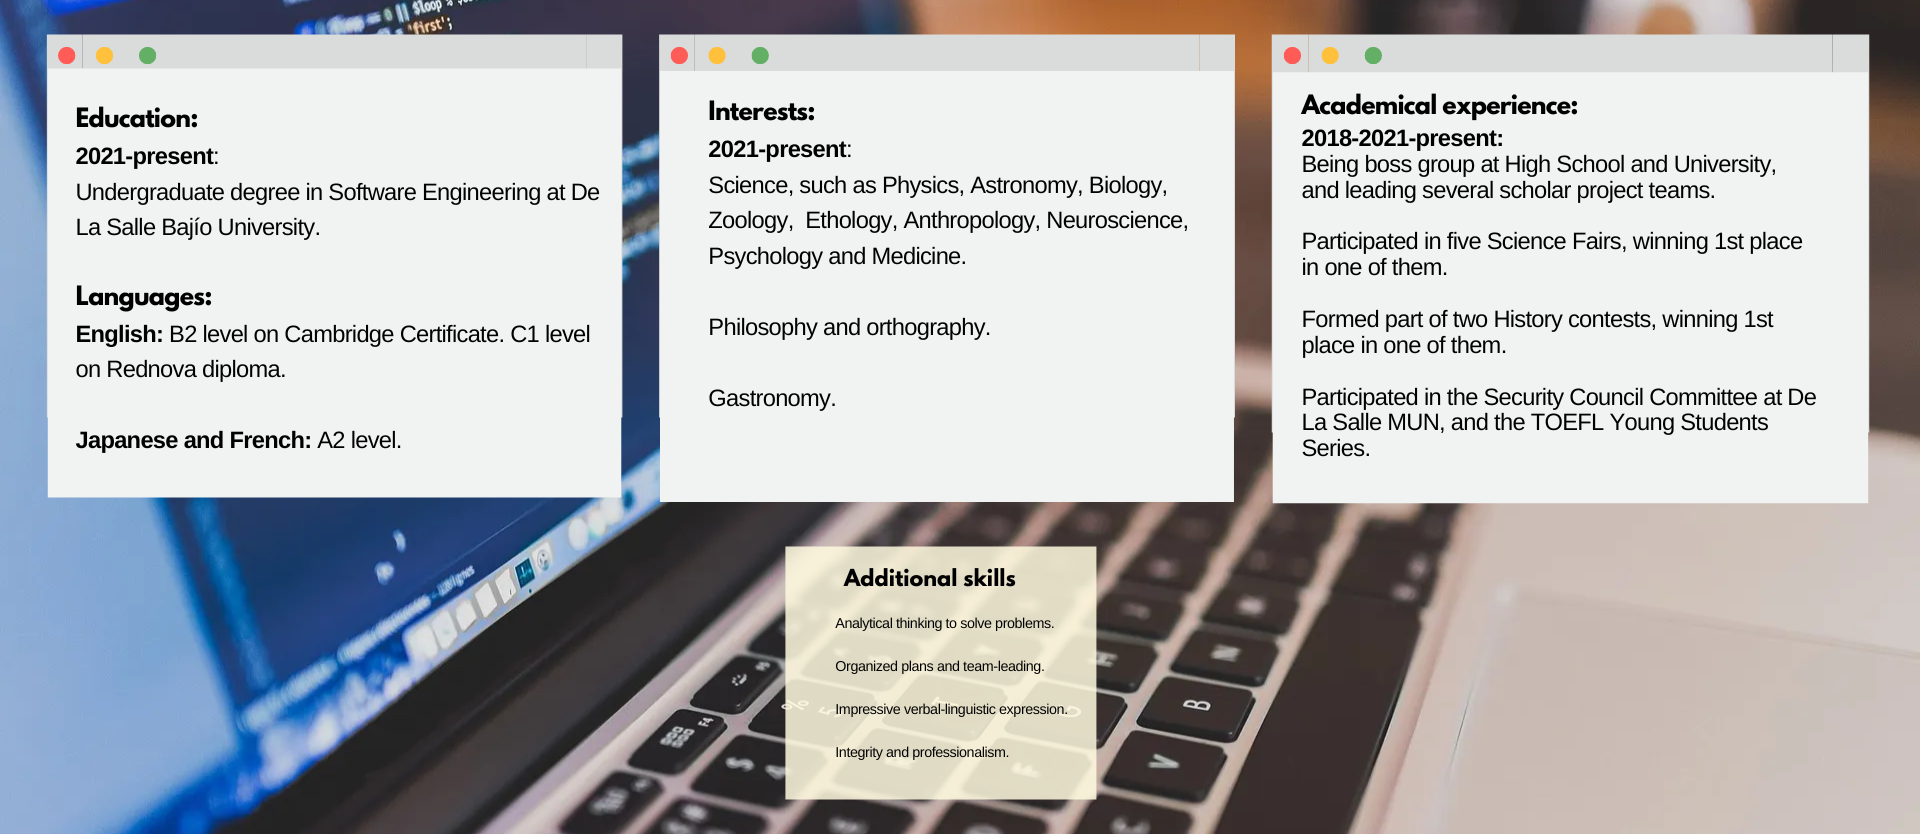 Education:
2021-present:
Undergraduate degree in Software Engineering at De
La Salle Bajío University.
Languages:
English: B2 level on Cambridge Certificate. C1 level
on Rednova diploma.
Japanese and French: A2 level.
Interests:
2021-present:
Science, such as Physics, Astronomy, Biology,
Zoology,  Ethology, Anthropology, Neuroscience,
Psychology and Medicine.
Philosophy and orthography.
Gastronomy.
Academical experience:
2018-2021-present:
Being boss group at High School and University,
and leading several scholar project teams.
Participated in five Science Fairs, winning 1st place
in one of them.
Formed part of two History contests, winning 1st
place in one of them.
Participated in the Security Council Committee at De
La Salle MUN, and the TOEFL Young Students
Series.
Additional skills
Analytical thinking to solve problems.
Organized plans and team-leading.
Impressive verbal-linguistic expression.
Integrity and professionalism.
$loop
'first';
F3
F4
$
4
%
F
H
N
B
V
C